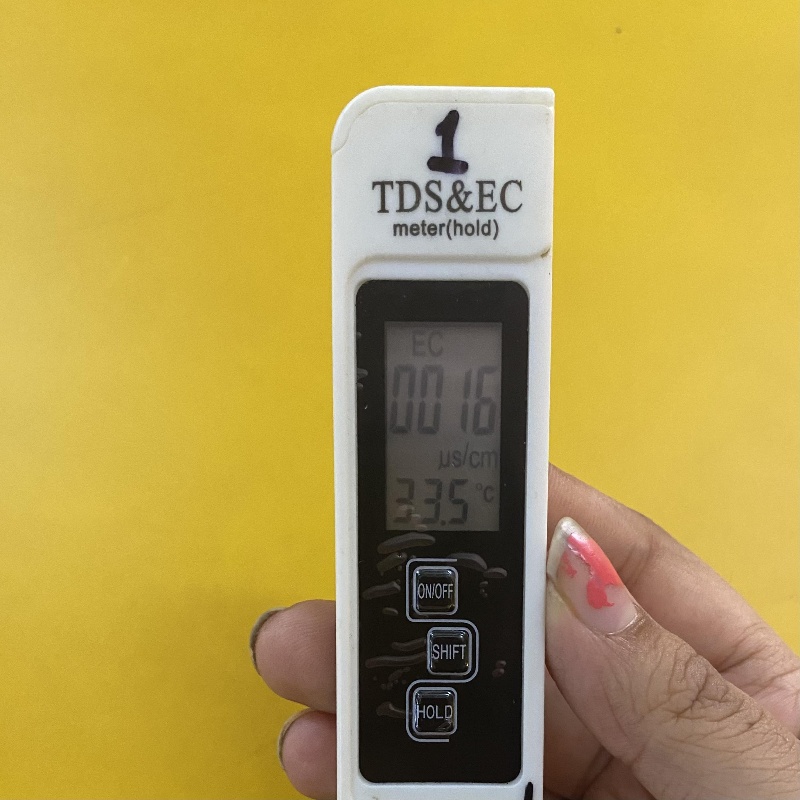 1
TDS&EC
meter(hold)
EC
0016
µs/cm
33.5 °c
ON/OFF
SHIFT
HOLD